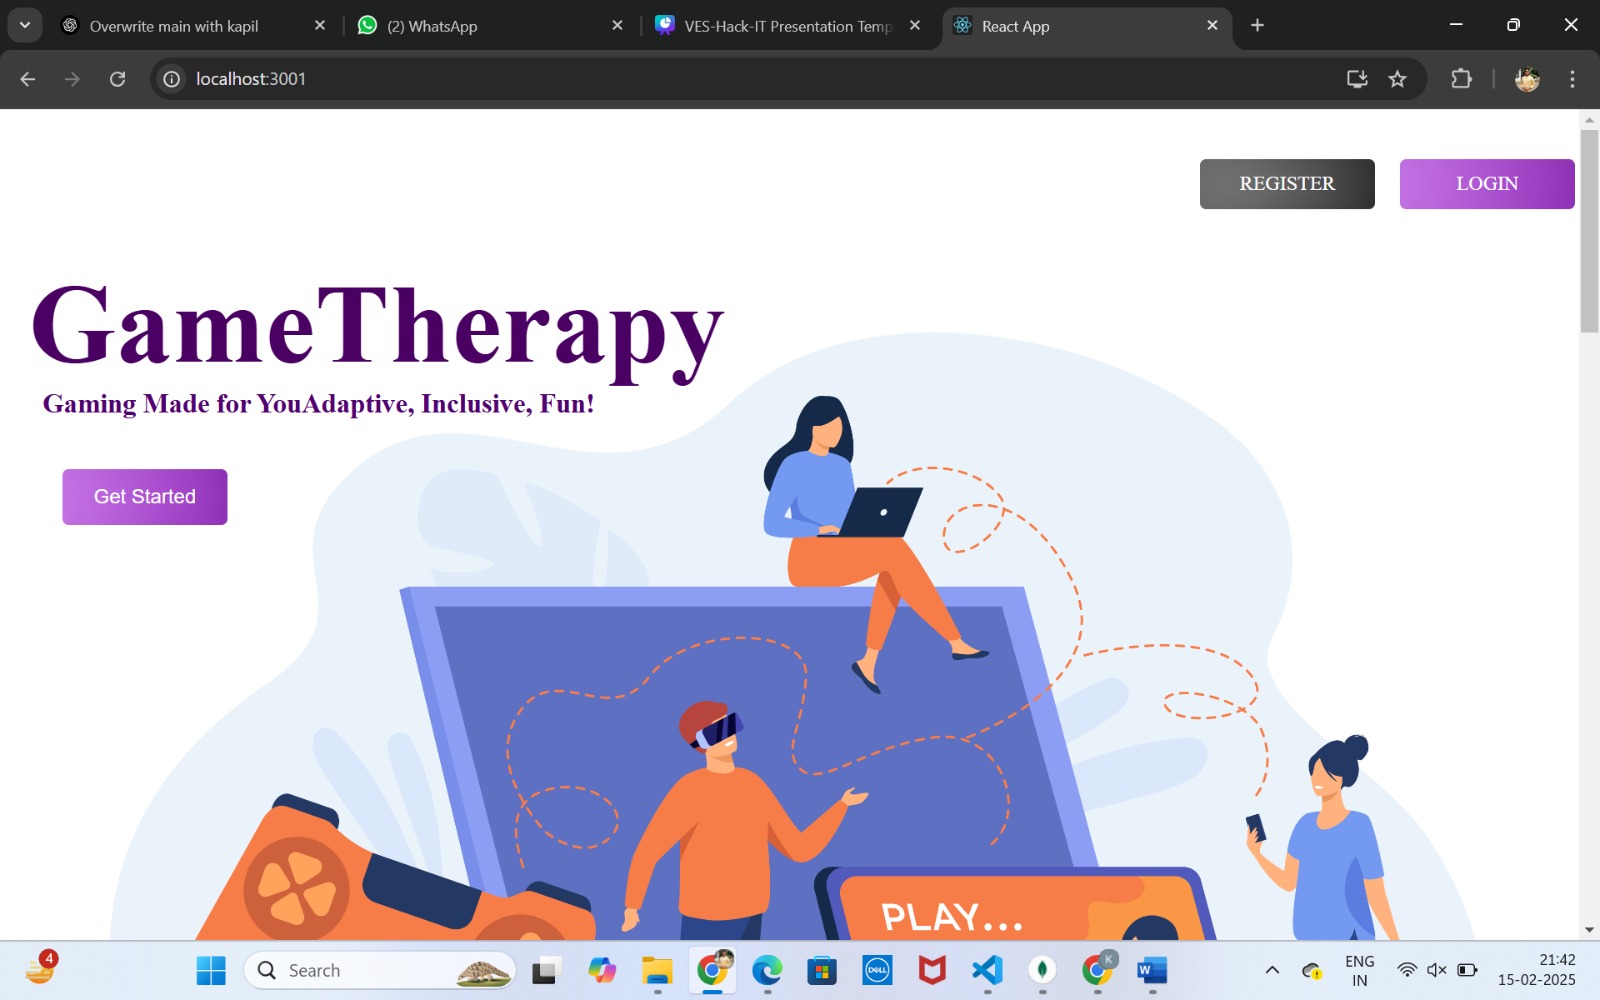 Overwrite main with kapil
(2) WhatsApp
VES-Hack-IT Presentation Temp
React App
localhost:3001
REGISTER
LOGIN
GameTherapy
Gaming Made for YouAdaptive, Inclusive, Fun!
Get Started
PLAY...
4
Search
DELL
K
W
ENG
IN
21:42
15-02-2025